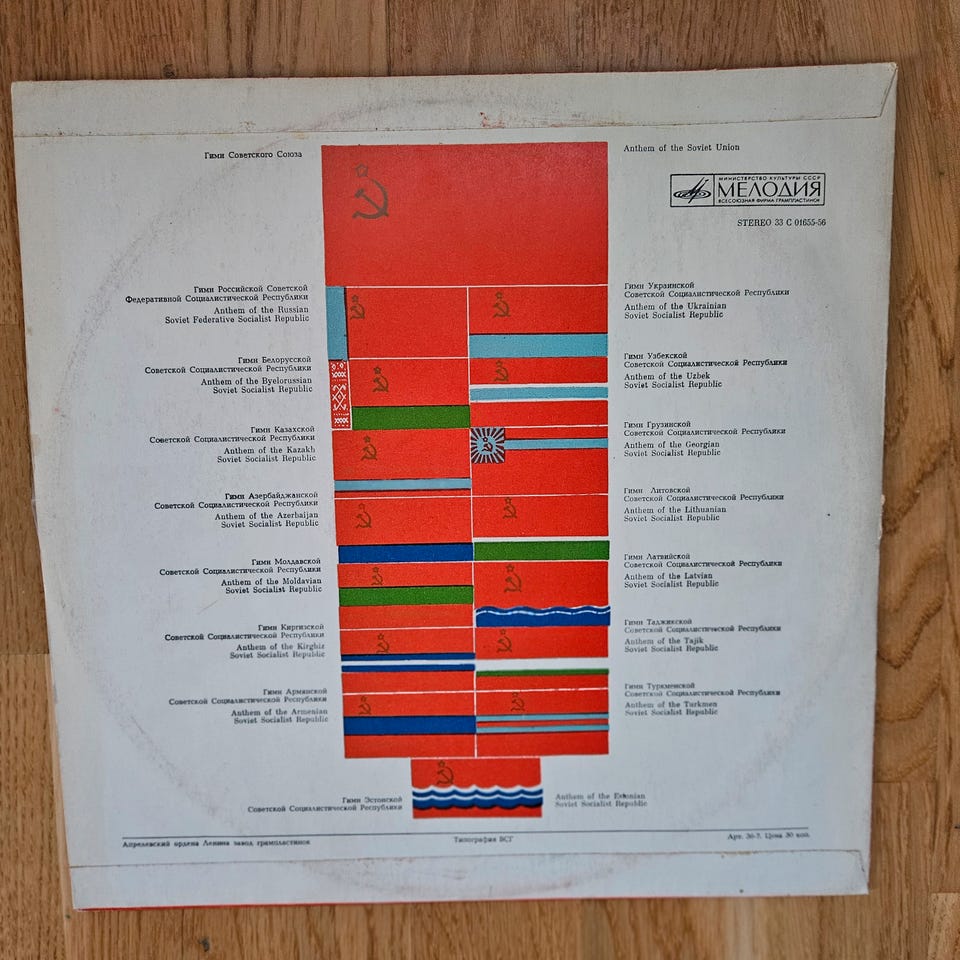 Гимн Советского Союза
Anthem of the Soviet Union
МИНИСТЕРСТВО КУЛЬТУРЫ СССР
МЕЛОДИЯ
ВСЕСОЮЗНАЯ ФИРМА ГРАМПЛАСТИНОК
STEREO 33 С 01655-56
Гимн Российской Советской
Федеративной Социалистической Республики
Anthem of the Russian
Soviet Federative Socialist Republic
Гимн Украинской
Советской Социалистической Республики
Anthem of the Ukrainian
Soviet Socialist Republic
Гимн Белорусской
Советской Социалистической Республики
Anthem of the Byelorussian
Soviet Socialist Republic
Гимн Узбекской
Советской Социалистической Республики
Anthem of the Uzbek
Soviet Socialist Republic
Гимн Казахской
Советской Социалистической Республики
Anthem of the Kazakh
Soviet Socialist Republic
Гимн Грузинской
Советской Социалистической Республики
Anthem of the Georgian
Soviet Socialist Republic
Гимн Азербайджанской
Советской Социалистической Республики
Anthem of the Azerbaijan
Soviet Socialist Republic
Гимн Литовской
Советской Социалистической Республики
Anthem of the Lithuanian
Soviet Socialist Republic
Гимн Молдавской
Советской Социалистической Республики
Anthem of the Moldavian
Soviet Socialist Republic
Гимн Латвийской
Советской Социалистической Республики
Anthem of the Latvian
Soviet Socialist Republic
Гимн Киргизской
Советской Социалистической Республики
Anthem of the Kirghiz
Soviet Socialist Republic
Гимн Таджикской
Советской Социалистической Республики
Anthem of the Tajik
Soviet Socialist Republic
Гимн Армянской
Советской Социалистической Республики
Anthem of the Armenian
Soviet Socialist Republic
Гимн Туркменской
Советской Социалистической Республики
Anthem of the Turkmen
Soviet Socialist Republic
Гимн Эстонской
Советской Социалистической Республики
Anthem of the Estonian
Soviet Socialist Republic
Апрелевский ордена Ленина завод грампластинок
Типография ВСГ
Арт. 30-7. Цена 50 коп.